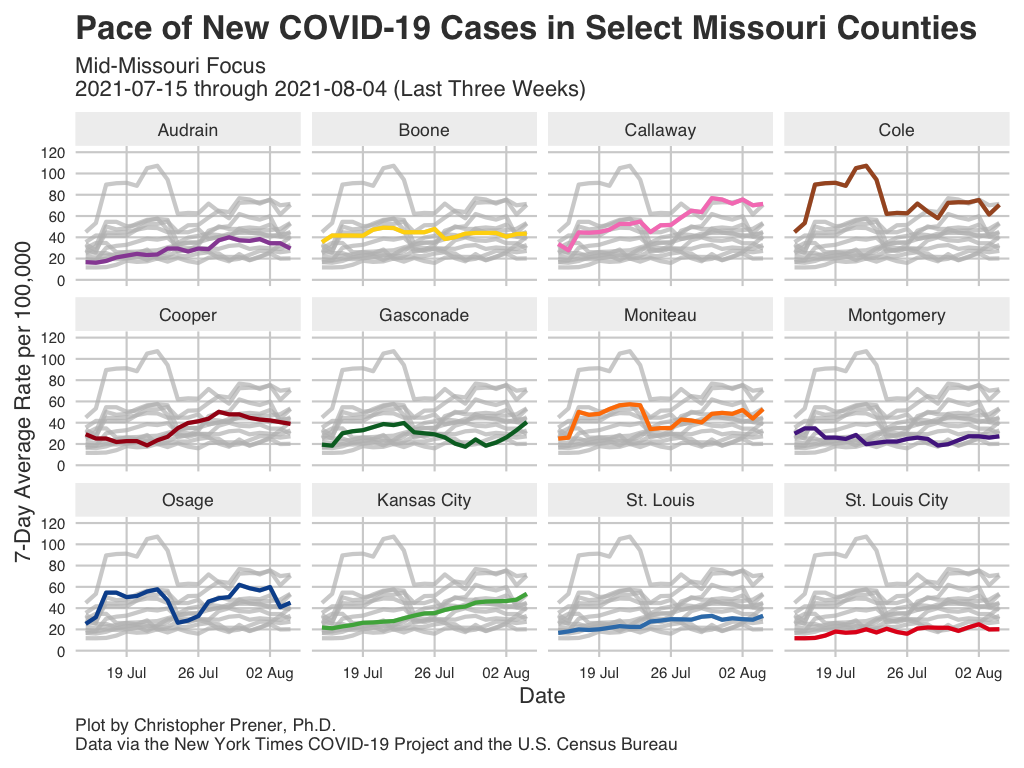 Pace of New COVID-19 Cases in Select Missouri Counties
Mid-Missouri Focus
2021-07-15 through 2021-08-04 (Last Three Weeks)
Audrain
Boone
Callaway
Cole
120
100
80
60
40
20
0
Cooper
Gasconade
Moniteau
Montgomery
120
100
80
60
40
20
0
Osage
Kansas City
St. Louis
St. Louis City
120
100
80
60
40
20
0
7-Day Average Rate per 100,000
19 Jul 26 Jul 02 Aug
19 Jul 26 Jul 02 Aug
19 Jul 26 Jul 02 Aug
19 Jul 26 Jul 02 Aug
Date
Plot by Christopher Prener, Ph.D.
Data via the New York Times COVID-19 Project and the U.S. Census Bureau